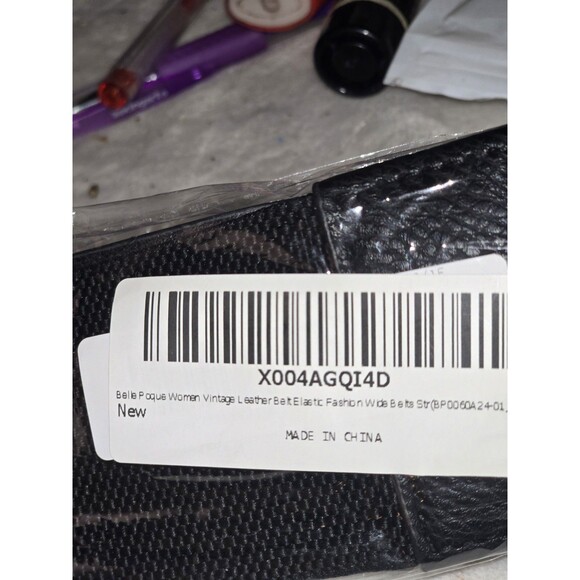 X004AGQI4D
Belle Poque Women Vintage Leather Belt Elastic Fashion Wide Belts Str(BP0060A24-01,
New
MADE IN CHINA